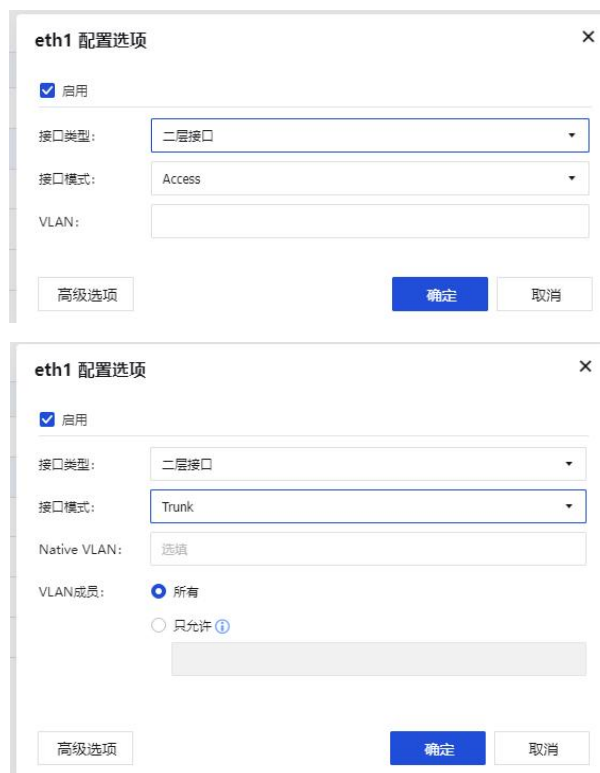 eth1 配置选项
启用
接口类型: 二层接口
接口模式: Access
VLAN:
高级选项 确定 取消
eth1 配置选项
启用
接口类型: 二层接口
接口模式: Trunk
Native VLAN: 选填
VLAN成员: 所有
只允许
高级选项 确定 取消